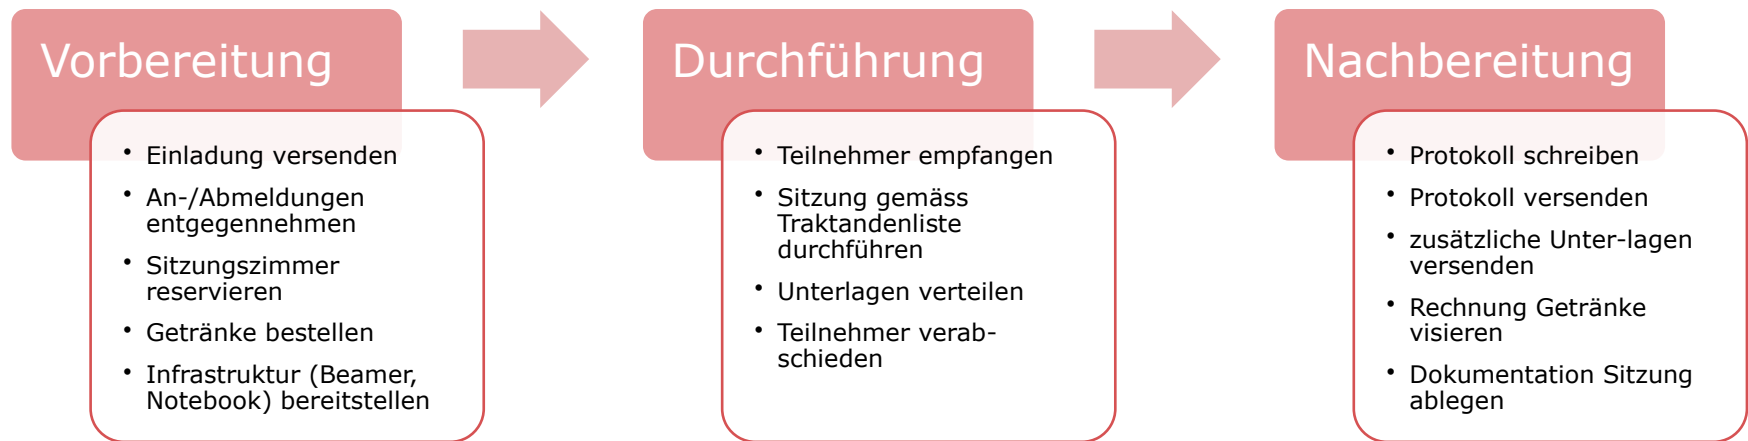 Vorbereitung
• Einladung versenden
• An-/Abmeldungen
entgegennehmen
• Sitzungszimmer
reservieren
• Getränke bestellen
• Infrastruktur (Beamer,
Notebook) bereitstellen
Durchführung
• Teilnehmer empfangen
• Sitzung gemäss
Traktandenliste
durchführen
• Unterlagen verteilen
• Teilnehmer verab-
schieden
Nachbereitung
• Protokoll schreiben
• Protokoll versenden
• zusätzliche Unter-lagen
versenden
• Rechnung Getränke
visieren
• Dokumentation Sitzung
ablegen